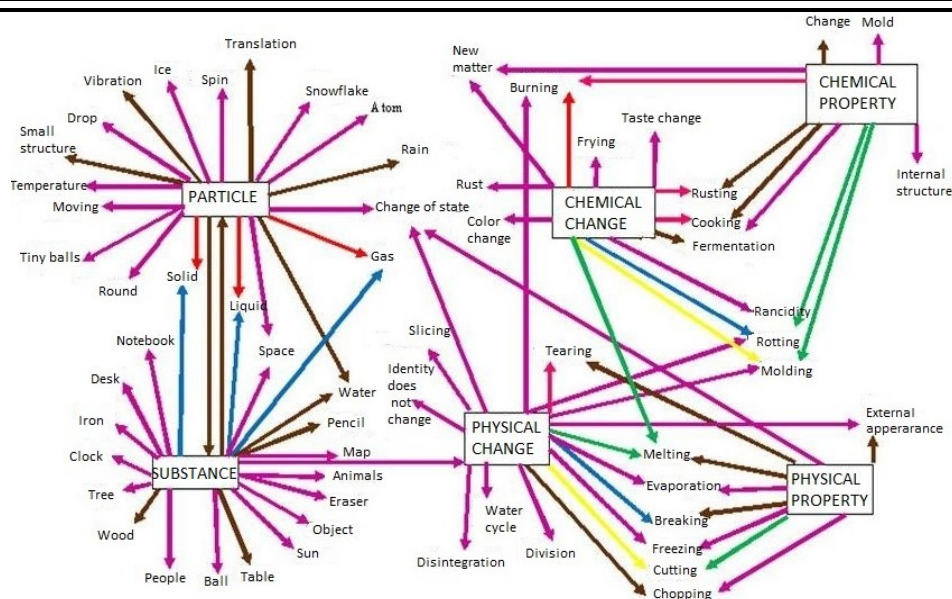 Change
Mold
Translation
New
matter
Ice
Spin
Vibration
Burning
CHEMICAL
PROPERTY
Snowflake
Atom
Drop
Taste change
Small
structure
Frying
Rain
Internal
structure
Temperature
PARTICLE
Rust
CHEMICAL
CHANGE
Rusting
Moving
Change of state
Color
change
Cooking
Fermentation
Tiny balls
Gas
Round
Solid
Liquid
Rancidity
Notebook
Space
Slicing
Rotting
Tearing
Molding
Desk
Identity
does
not
change
Water
Iron
Pencil
External
apperarance
PHYSICAL
CHANGE
Clock
Map
Melting
SUBSTANCE
Animals
PHYSICAL
PROPERTY
Tree
Eraser
Evaporation
Wood
Object
Water
cycle
Breaking
Sun
Division
Freezing
Disintegration
People
Ball
Table
Cutting
Chopping